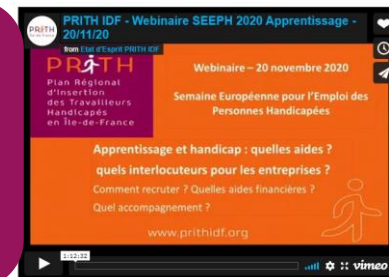 PRITH IDF - Webinaire SEEPH 2020 Apprentissage -
20/11/20
from Etat d'Esprit PRITH IDF
PRiTH
PRiTH
Plan Régional
d'Insertion
des Travailleurs
Handicapés
en Île-de-France
Webinaire – 20 novembre 2020
Semaine Européenne pour l'Emploi des
Personnes Handicapées
Apprentissage et handicap : quelles aides ?
quels interlocuteurs pour les entreprises ?
Comment recruter ? Quelles aides financières ?
Quel accompagnement ?
www.prithidf.org
1:12:32
vimeo